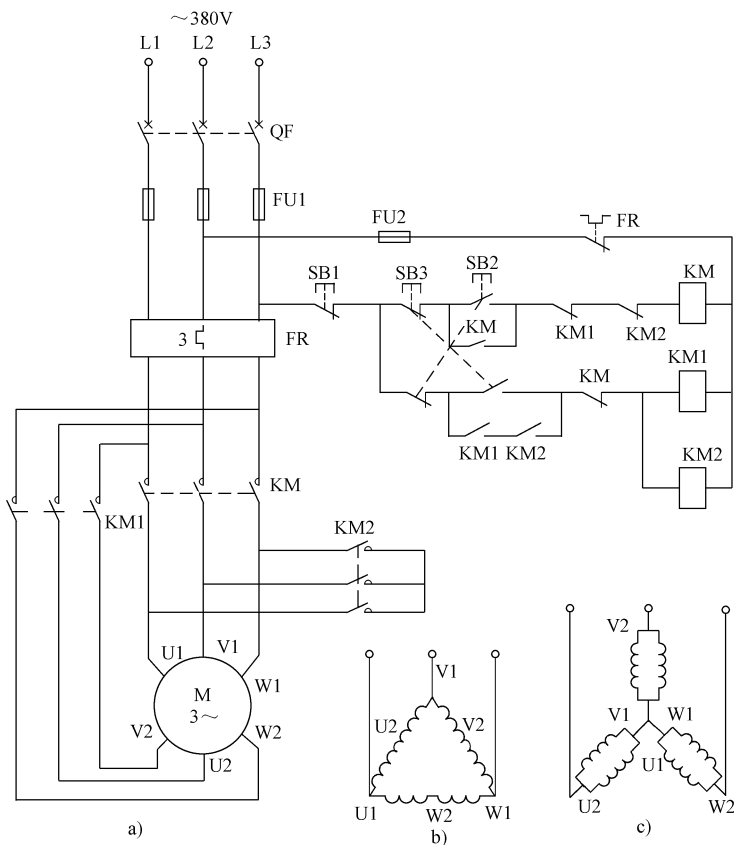 ～380V
L1 L2 L3
QF
FU1
FU2 FR
SB1 SB3 SB2 KM
KM KM1 KM2
3 FR KM1
KM
KM1 KM2 KM2
KM
KM1
KM2
U1 V1
M
3～
W1
V2 W2
U2
a)
V1
U2 V2
U1 W2 W1
b)
V2
V1 W1
U1
U2 W2
c)